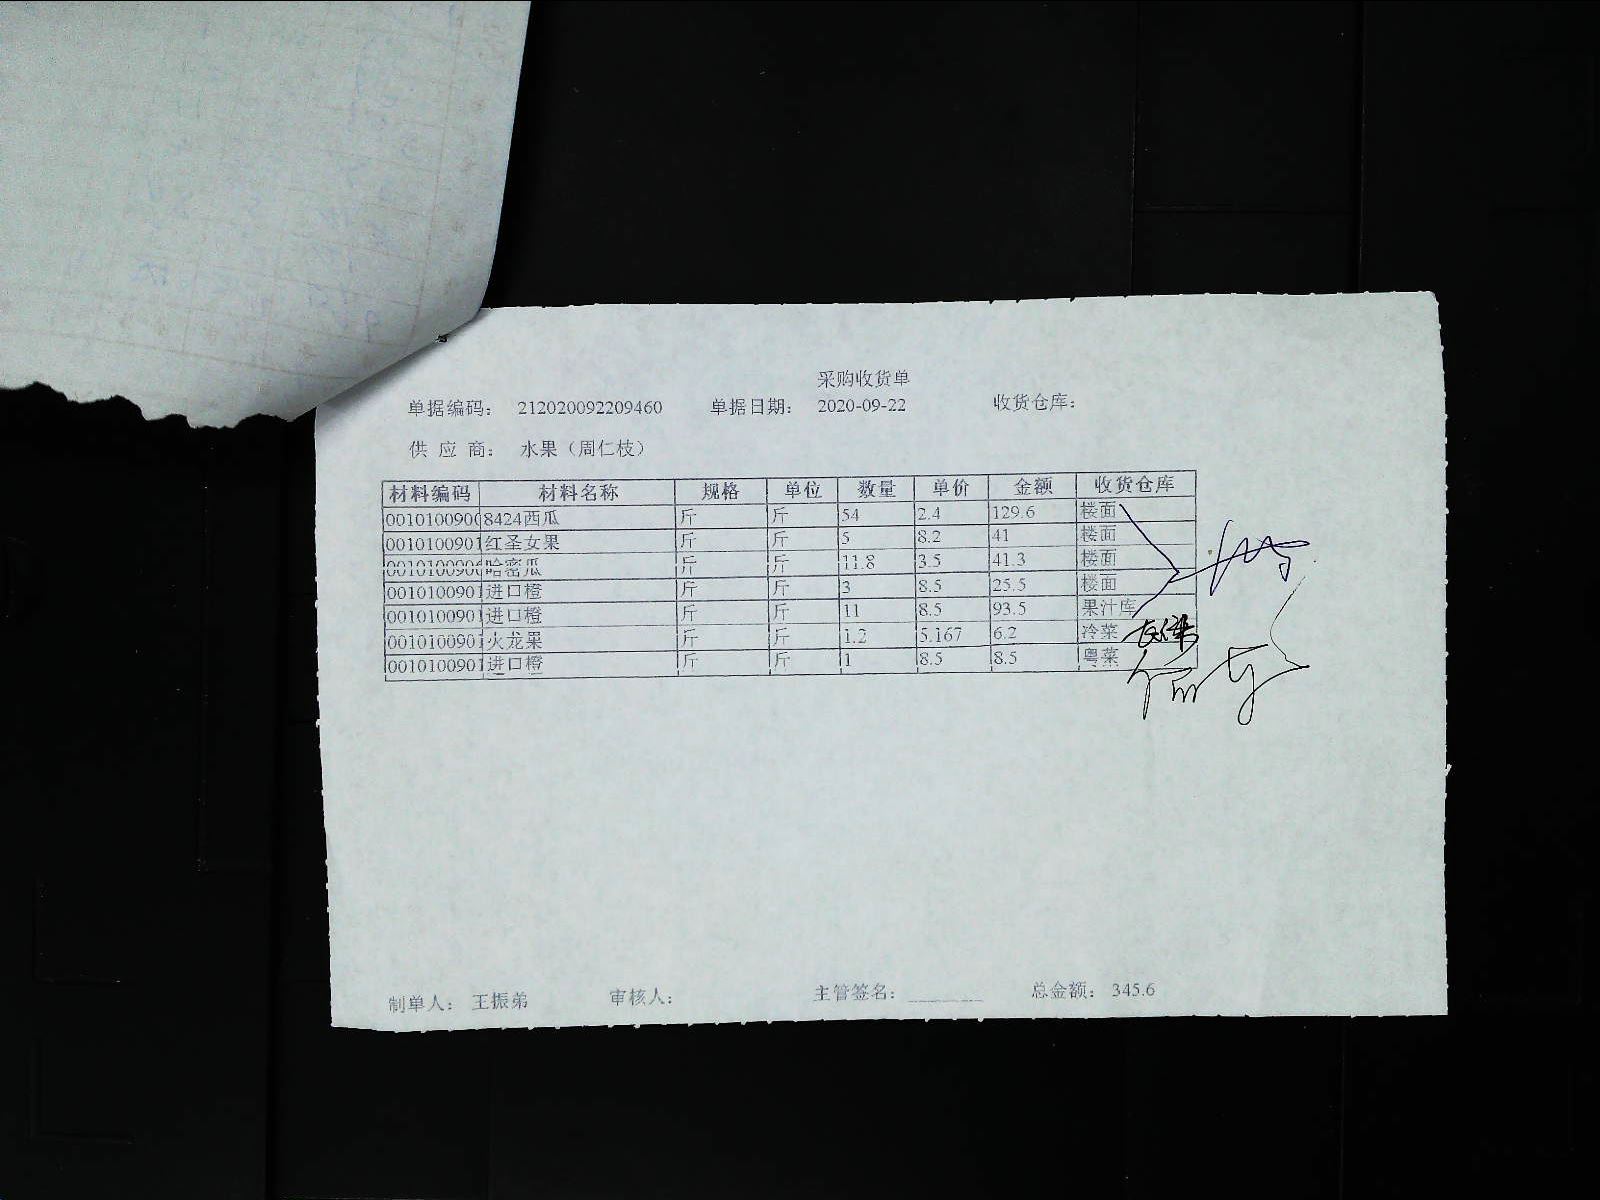 采购收货单
单据编码： 212020092209460 单据日期： 2020-09-22 收货仓库：
供 应 商： 水果（周仁枝）
材料编码 材料名称 规格 单位 数量 单价 金额 收货仓库
0010100900 8424西瓜 斤 斤 54 2.4 129.6 楼面
0010100901 红圣女果 斤 斤 5 8.2 41 楼面
0010100900 哈密瓜 斤 斤 11.8 3.5 41.3 楼面
0010100901 进口橙 斤 斤 3 8.5 25.5 楼面
0010100901 进口橙 斤 斤 11 8.5 93.5 果汁库
0010100901 火龙果 斤 斤 1.2 5.167 6.2 冷菜
0010100901 进口橙 斤 斤 1 8.5 8.5 粤菜
制单人： 王振弟 审核人： 主管签名： 总金额： 345.6